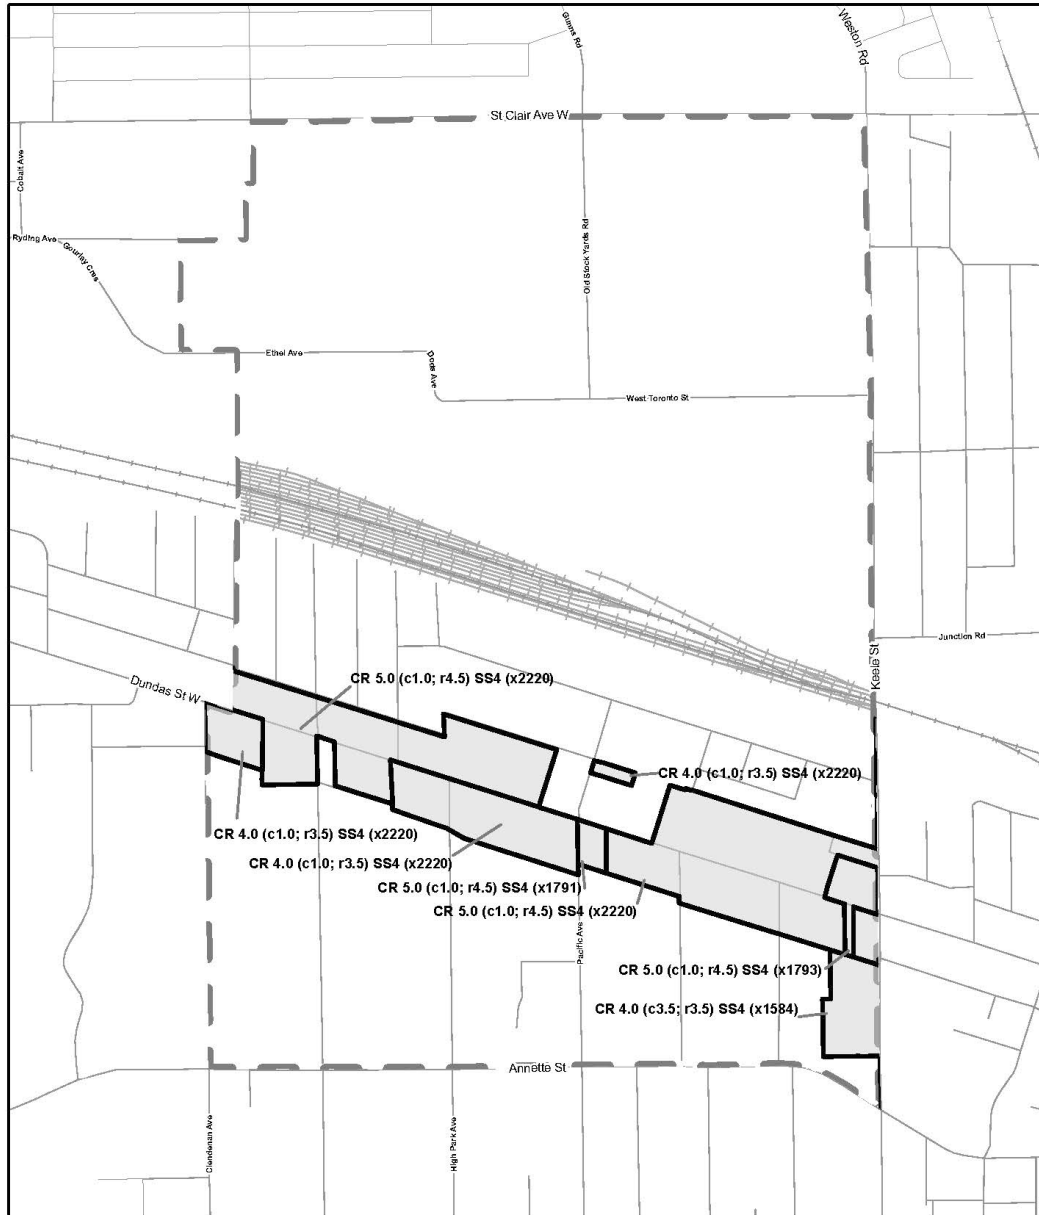 Gunns Rd
Weston Rd
St Clair Ave W
Cobalt Ave
Ryding Ave
Gourlay Cres
Old Stock Yards Rd
Ethel Ave
Dods Ave
West Toronto St
Junction Rd
Keele St
Dundas St W
CR 5.0 (c1.0; r4.5) SS4 (x2220)
CR 4.0 (c1.0; r3.5) SS4 (x2220)
CR 4.0 (c1.0; r3.5) SS4 (x2220)
CR 4.0 (c1.0; r3.5) SS4 (x2220)
CR 5.0 (c1.0; r4.5) SS4 (x1791)
CR 5.0 (c1.0; r4.5) SS4 (x2220)
Pacific Ave
CR 5.0 (c1.0; r4.5) SS4 (x1793)
CR 4.0 (c3.5; r3.5) SS4 (x1584)
Annette St
Clendenan Ave
High Park Ave